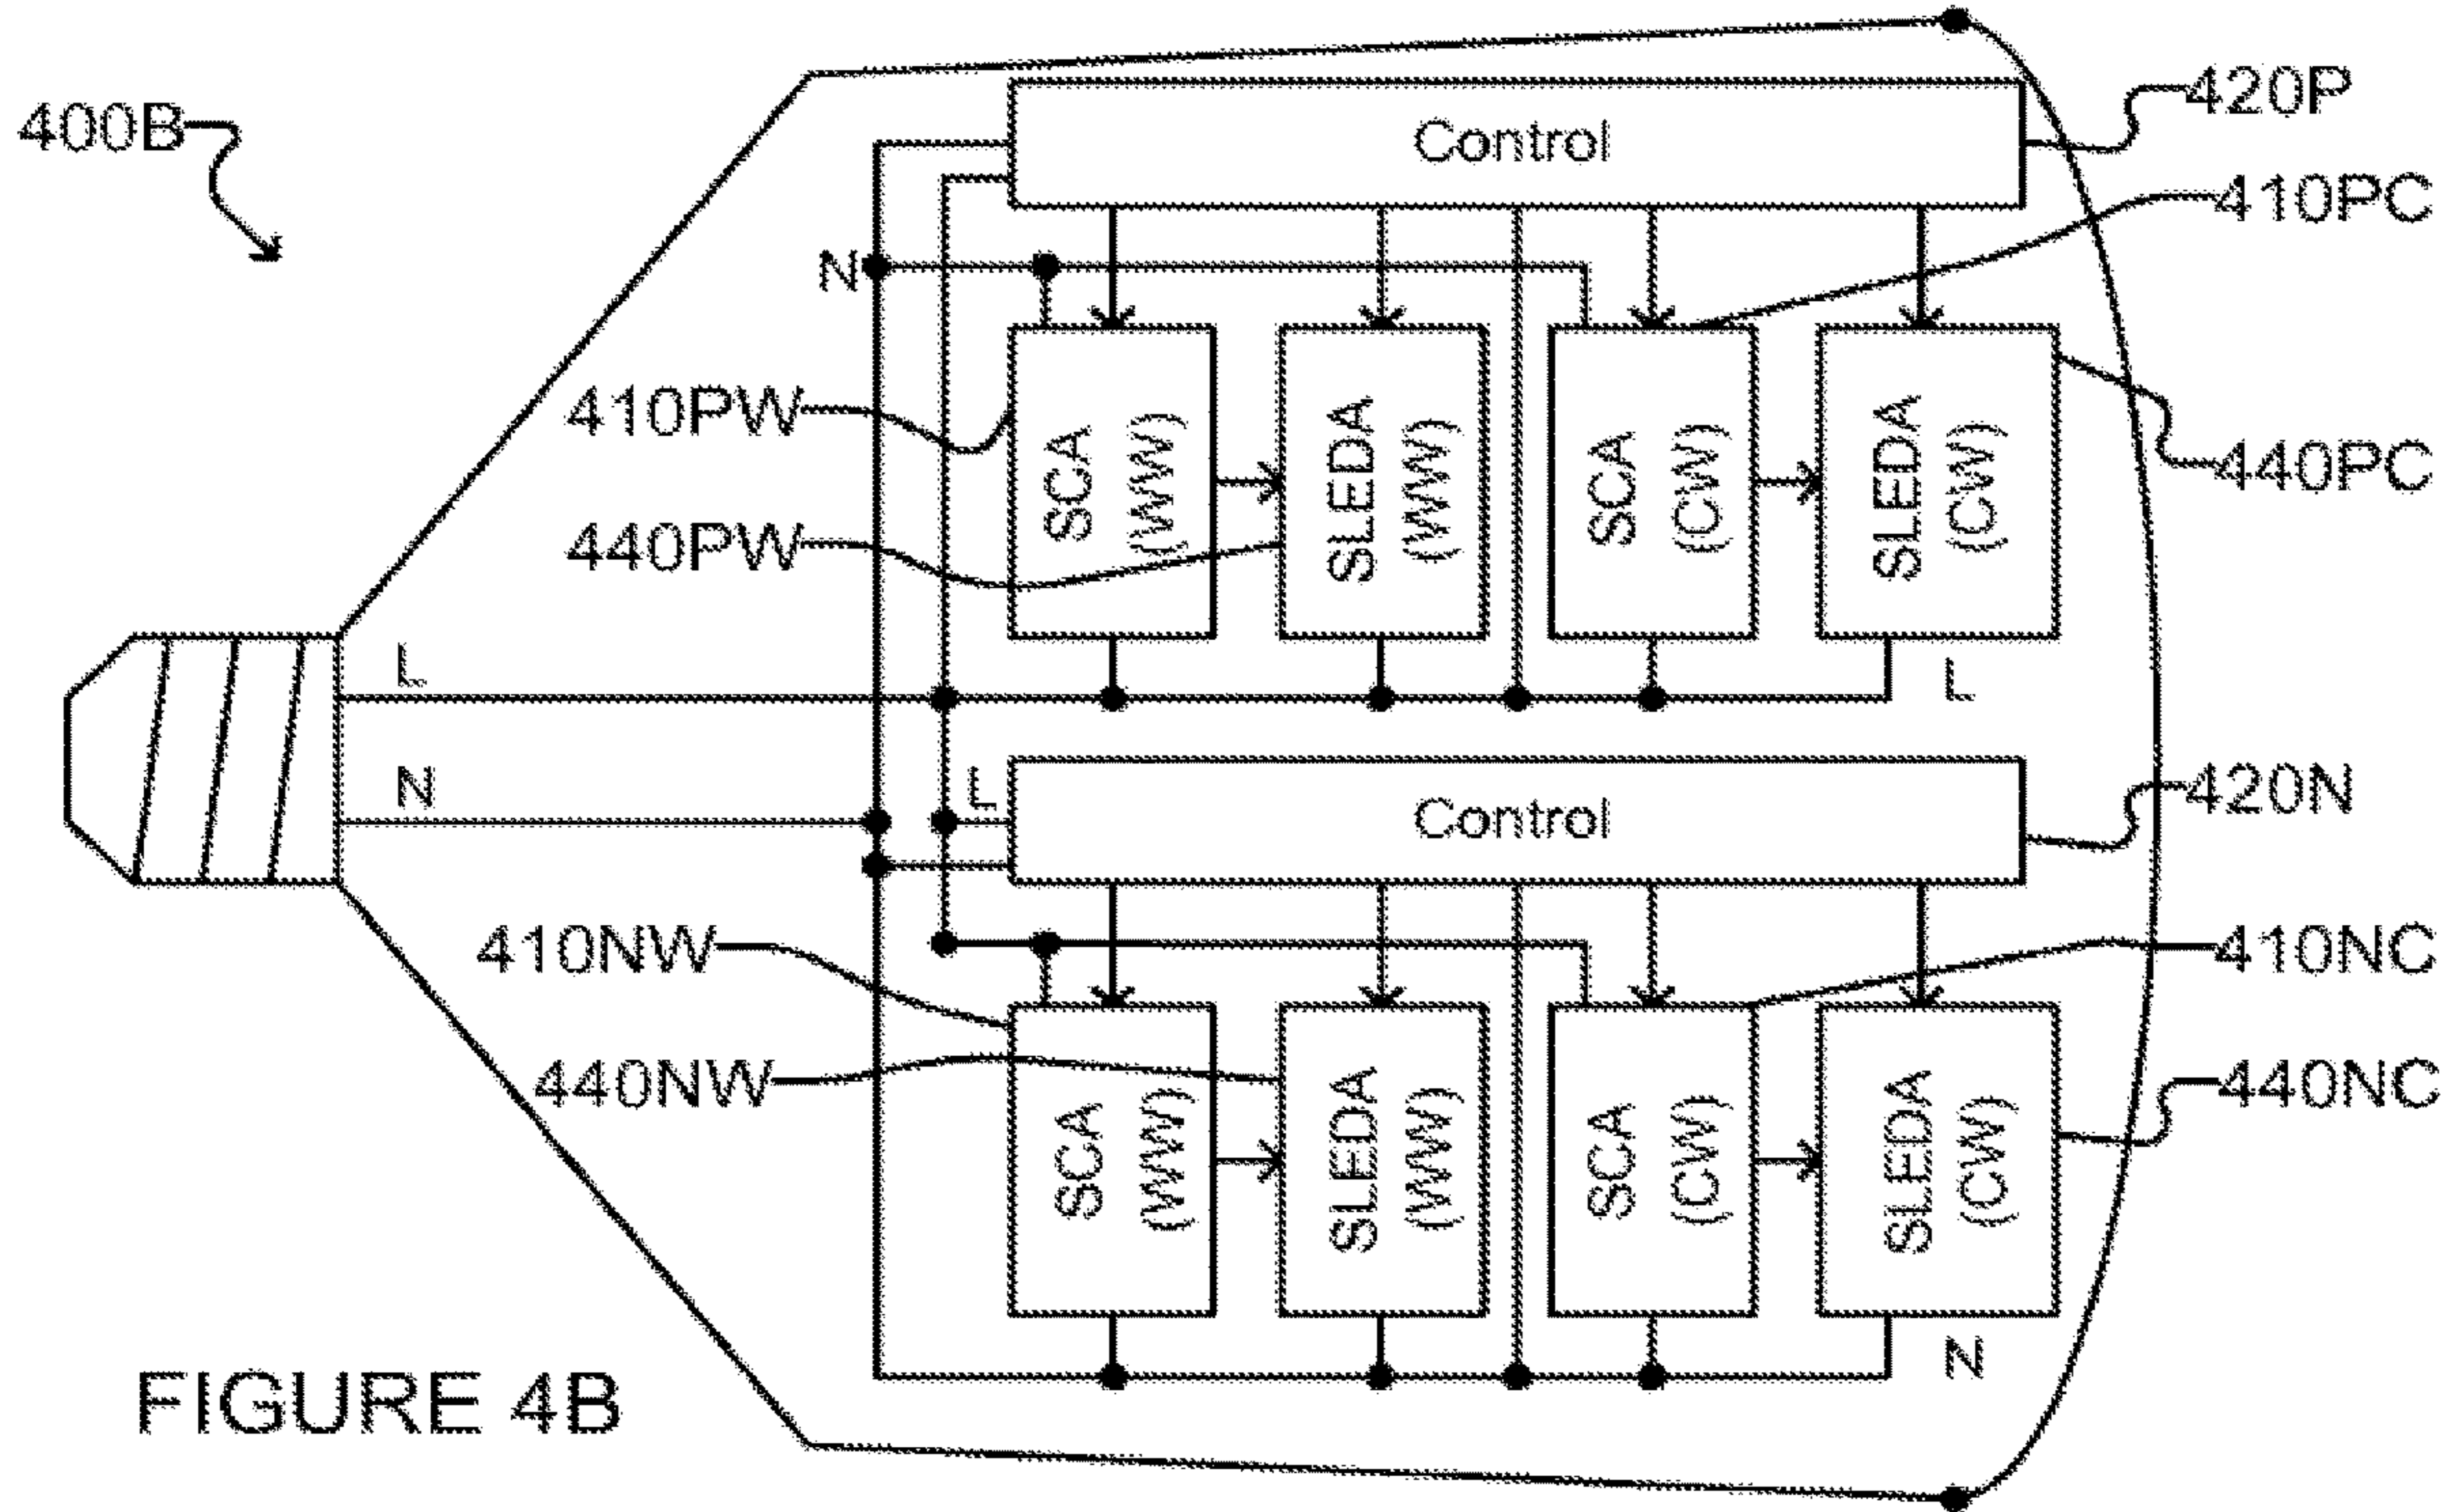 400B
Control
420P
410PC
N
410PW
SCA
(WW)
SLEDA
(WW)
SCA
(CW)
SLEDA
(CW)
440PC
440PW
L
L
N
L
Control
420N
410NW
410NC
440NW
SCA
(WW)
SLEDA
(WW)
SCA
(CW)
SLEDA
(CW)
440NC
N
FIGURE 4B